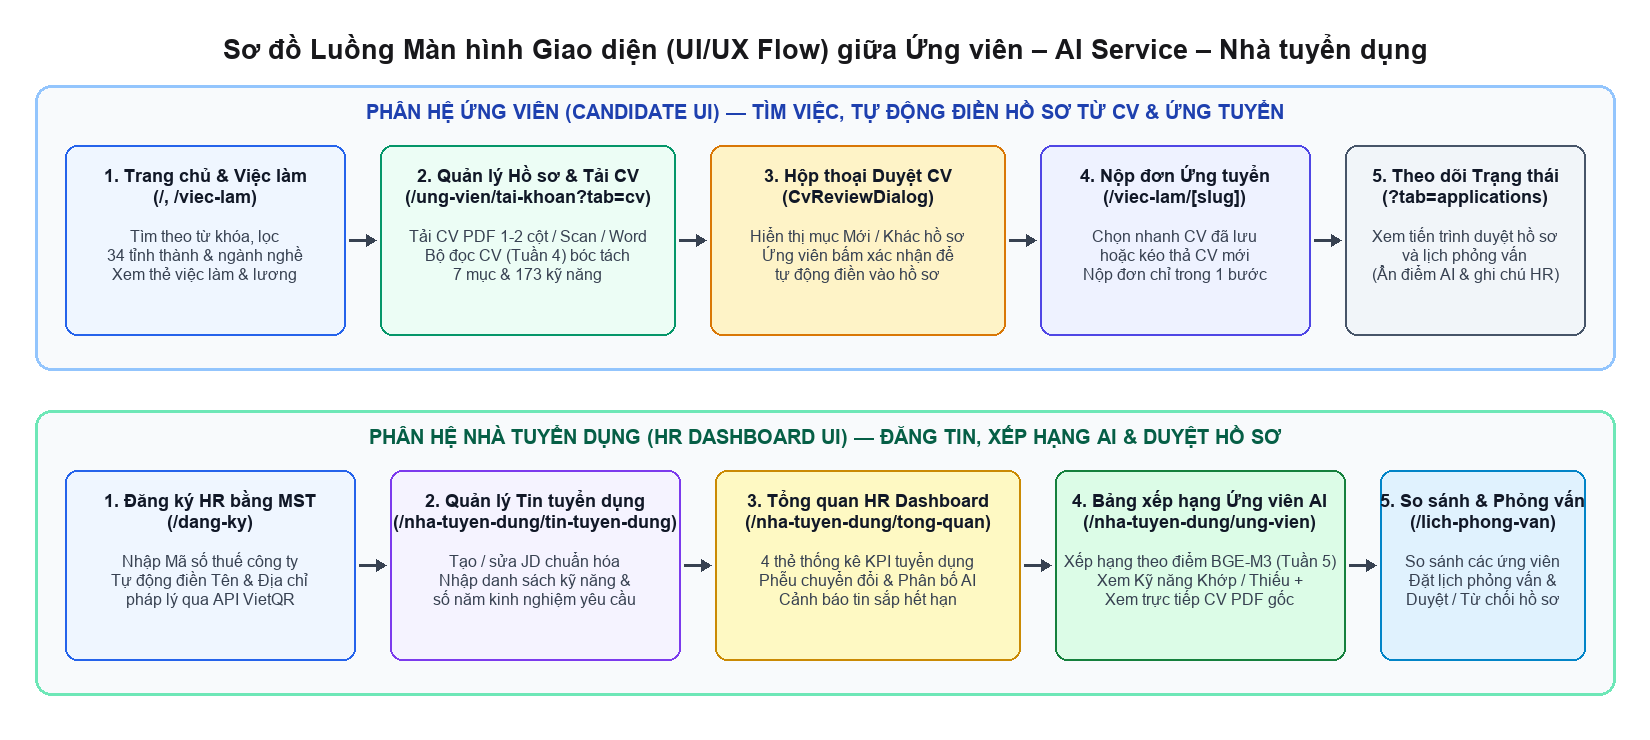 Sơ đồ Luồng Màn hình Giao diện (UI/UX Flow) giữa Ứng viên – AI Service – Nhà tuyển dụng
PHÂN HỆ ỨNG VIÊN (CANDIDATE UI) — TÌM VIỆC, TỰ ĐỘNG ĐIỀN HỒ SƠ TỪ CV & ỨNG TUYỂN
1. Trang chủ & Việc làm
(/, /viec-lam)
Tìm theo từ khóa, lọc
34 tỉnh thành & ngành nghề
Xem thẻ việc làm & lương
2. Quản lý Hồ sơ & Tải CV
(/ung-vien/tai-khoan?tab=cv)
Tải CV PDF 1-2 cột / Scan / Word
Bộ đọc CV (Tuần 4) bóc tách
7 mục & 173 kỹ năng
3. Hộp thoại Duyệt CV
(CvReviewDialog)
Hiển thị mục Mới / Khác hồ sơ
Ứng viên bấm xác nhận để
tự động điền vào hồ sơ
4. Nộp đơn Ứng tuyển
(/viec-lam/[slug])
Chọn nhanh CV đã lưu
hoặc kéo thả CV mới
Nộp đơn chỉ trong 1 bước
5. Theo dõi Trạng thái
(?tab=applications)
Xem tiến trình duyệt hồ sơ
và lịch phỏng vấn
(Ẩn điểm AI & ghi chú HR)
PHÂN HỆ NHÀ TUYỂN DỤNG (HR DASHBOARD UI) — ĐĂNG TIN, XẾP HẠNG AI & DUYỆT HỒ SƠ
1. Đăng ký HR bằng MST
(/dang-ky)
Nhập Mã số thuế công ty
Tự động điền Tên & Địa chỉ
pháp lý qua API VietQR
2. Quản lý Tin tuyển dụng
(/nha-tuyen-dung/tin-tuyen-dung)
Tạo / sửa JD chuẩn hóa
Nhập danh sách kỹ năng &
số năm kinh nghiệm yêu cầu
3. Tổng quan HR Dashboard
(/nha-tuyen-dung/tong-quan)
4 thẻ thống kê KPI tuyển dụng
Phễu chuyển đổi & Phân bố AI
Cảnh báo tin sắp hết hạn
4. Bảng xếp hạng Ứng viên AI
(/nha-tuyen-dung/ung-vien)
Xếp hạng theo điểm BGE-M3 (Tuần 5)
Xem Kỹ năng Khớp / Thiếu +
Xem trực tiếp CV PDF gốc
5. So sánh & Phỏng vấn
(/lich-phong-van)
So sánh các ứng viên
Đặt lịch phỏng vấn &
Duyệt / Từ chối hồ sơ